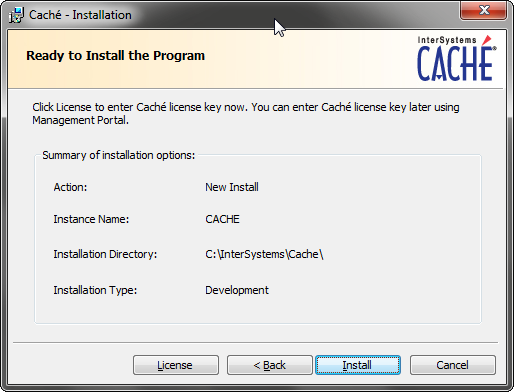 Caché - Installation
Ready to Install the Program
InterSystems
CACHÉ®
Click License to enter Caché license key now. You can enter Caché license key later using
Management Portal.
Summary of installation options:
Action: New Install
Instance Name: CACHE
Installation Directory: C:\InterSystems\Cache\
Installation Type: Development
License < Back Install Cancel